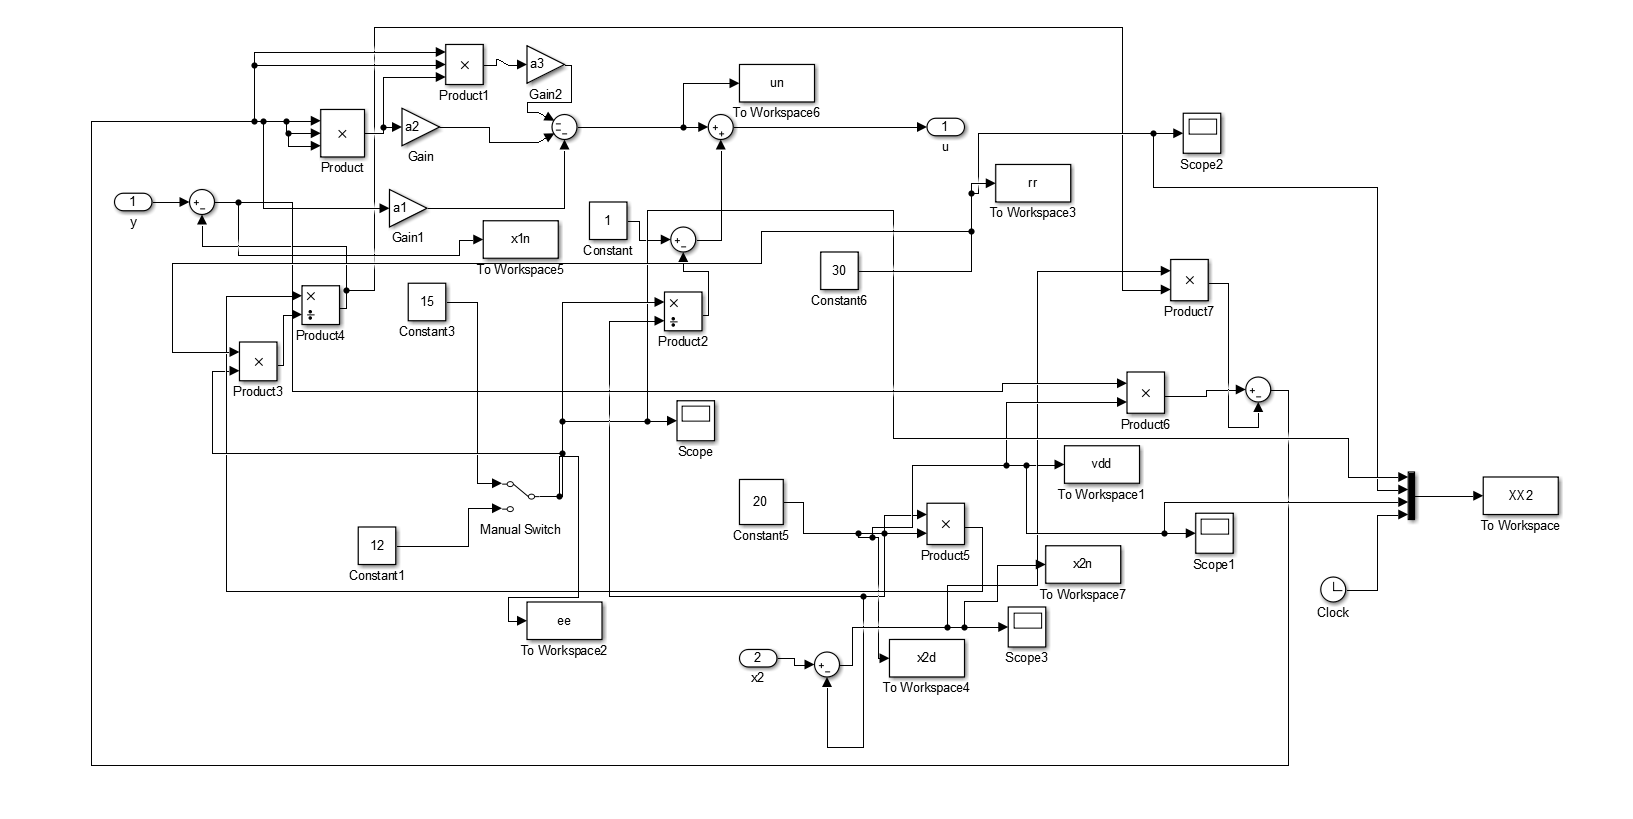 a3
Product1
Gain2
un
To Workspace6
a2
Product
Gain
1
u
Scope2
1
y
a1
Gain1
x1n
To Workspace5
1
Constant
rr
To Workspace3
30
Constant6
Product7
15
Constant3
Product4
Product2
Product3
Product6
Scope
vdd
To Workspace1
XX2
To Workspace
Manual Switch
20
Constant5
Product5
12
Constant1
Scope1
x2n
To Workspace7
Clock
ee
To Workspace2
Scope3
2
x2
x2d
To Workspace4